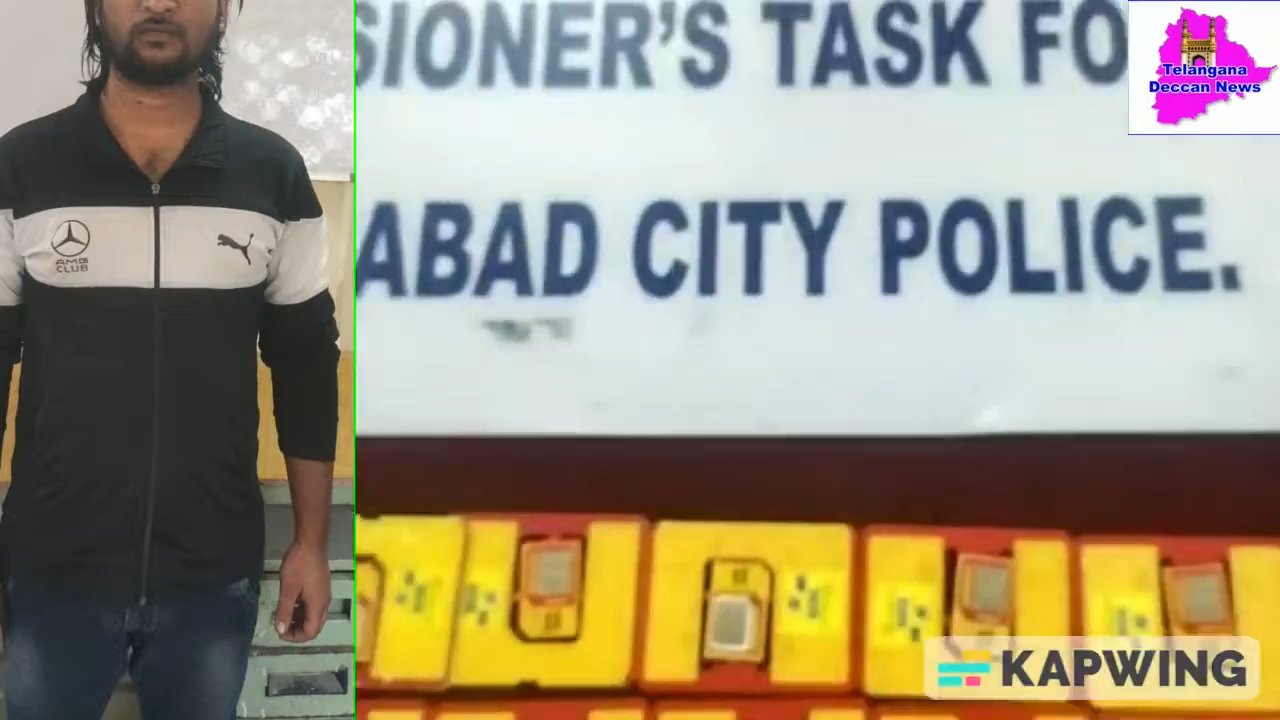 SIONER'S TASK FO
ABAD CITY POLICE.
Telangana
Deccan News
AMG
CLUB
KAPWING